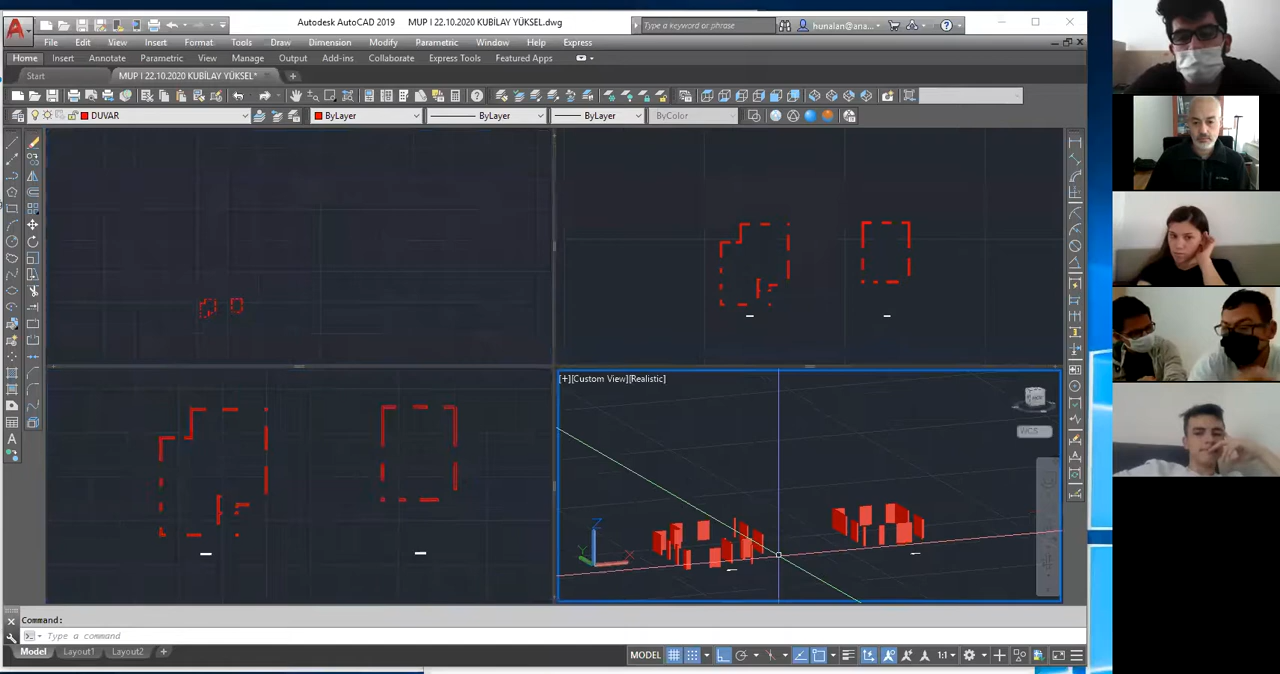 Autodesk AutoCAD 2019 MUP I 22.10.2020 KUBİLAY YÜKSEL.dwg
Type a keyword or phrase
hunalan@ana...
File Edit View Insert Format Tools Draw Dimension Modify Parametric Window Help Express
Home Insert Annotate Parametric View Manage Output Add-ins Collaborate Express Tools Featured Apps
Start MUP I 22.10.2020 KUBİLAY YÜKSEL*
DUVAR ByLayer ByLayer ByLayer ByColor
[+][Custom View][Realistic]
WCS
Z
Y X
Command:
Type a command
Model Layout1 Layout2 +
MODEL 1:1